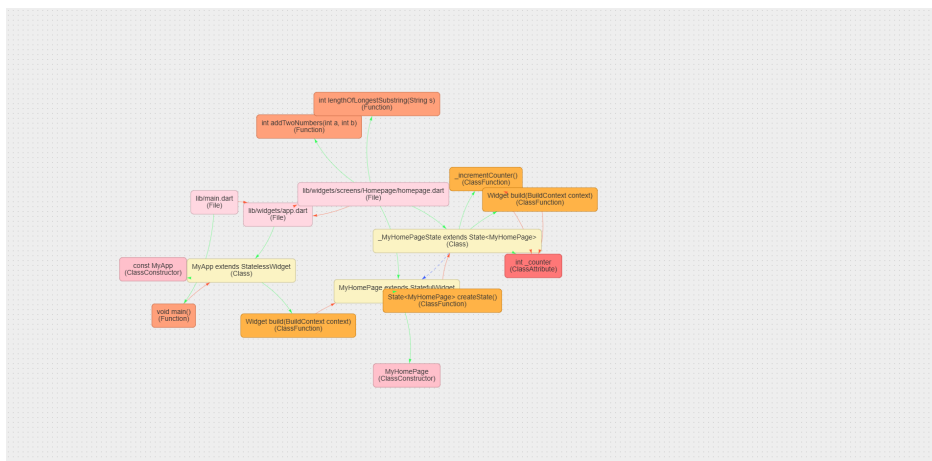 int lengthOfLongestSubstring(String s)
(Function)
int addTwoNumbers(int a, int b)
(Function)
_incrementCounter()
(ClassFunction)
lib/widgets/screens/Homepage/homepage.dart
(File)
Widget build(BuildContext context)
(ClassFunction)
lib/main.dart
(File)
lib/widgets/app.dart
(File)
_MyHomePageState extends State<MyHomePage>
(Class)
int _counter
(ClassAttribute)
const MyApp
(ClassConstructor)
MyApp extends StatelessWidget
(Class)
MyHomePage extends StatefulWidget
State<MyHomePage> createState()
(ClassFunction)
void main()
(Function)
Widget build(BuildContext context)
(ClassFunction)
MyHomePage
(ClassConstructor)